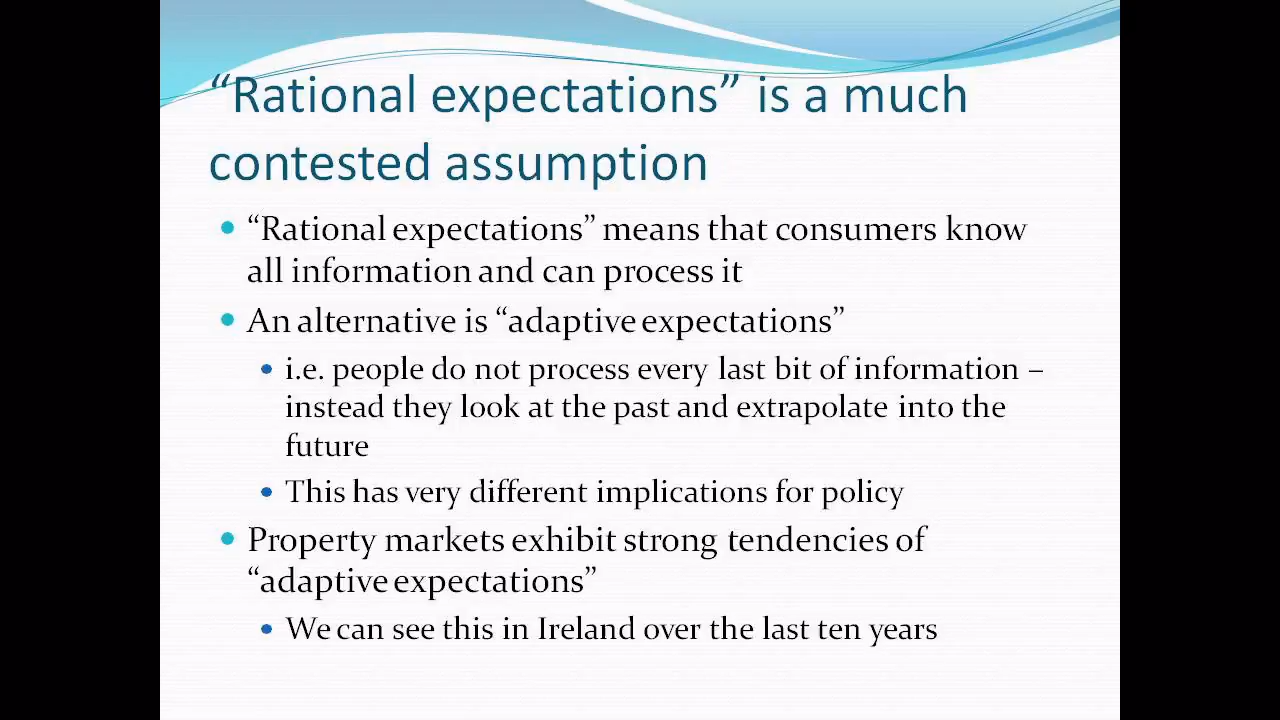 “Rational expectations” is a much
contested assumption
• “Rational expectations” means that consumers know
all information and can process it
• An alternative is “adaptive expectations”
• i.e. people do not process every last bit of information –
instead they look at the past and extrapolate into the
future
• This has very different implications for policy
• Property markets exhibit strong tendencies of
“adaptive expectations”
• We can see this in Ireland over the last ten years